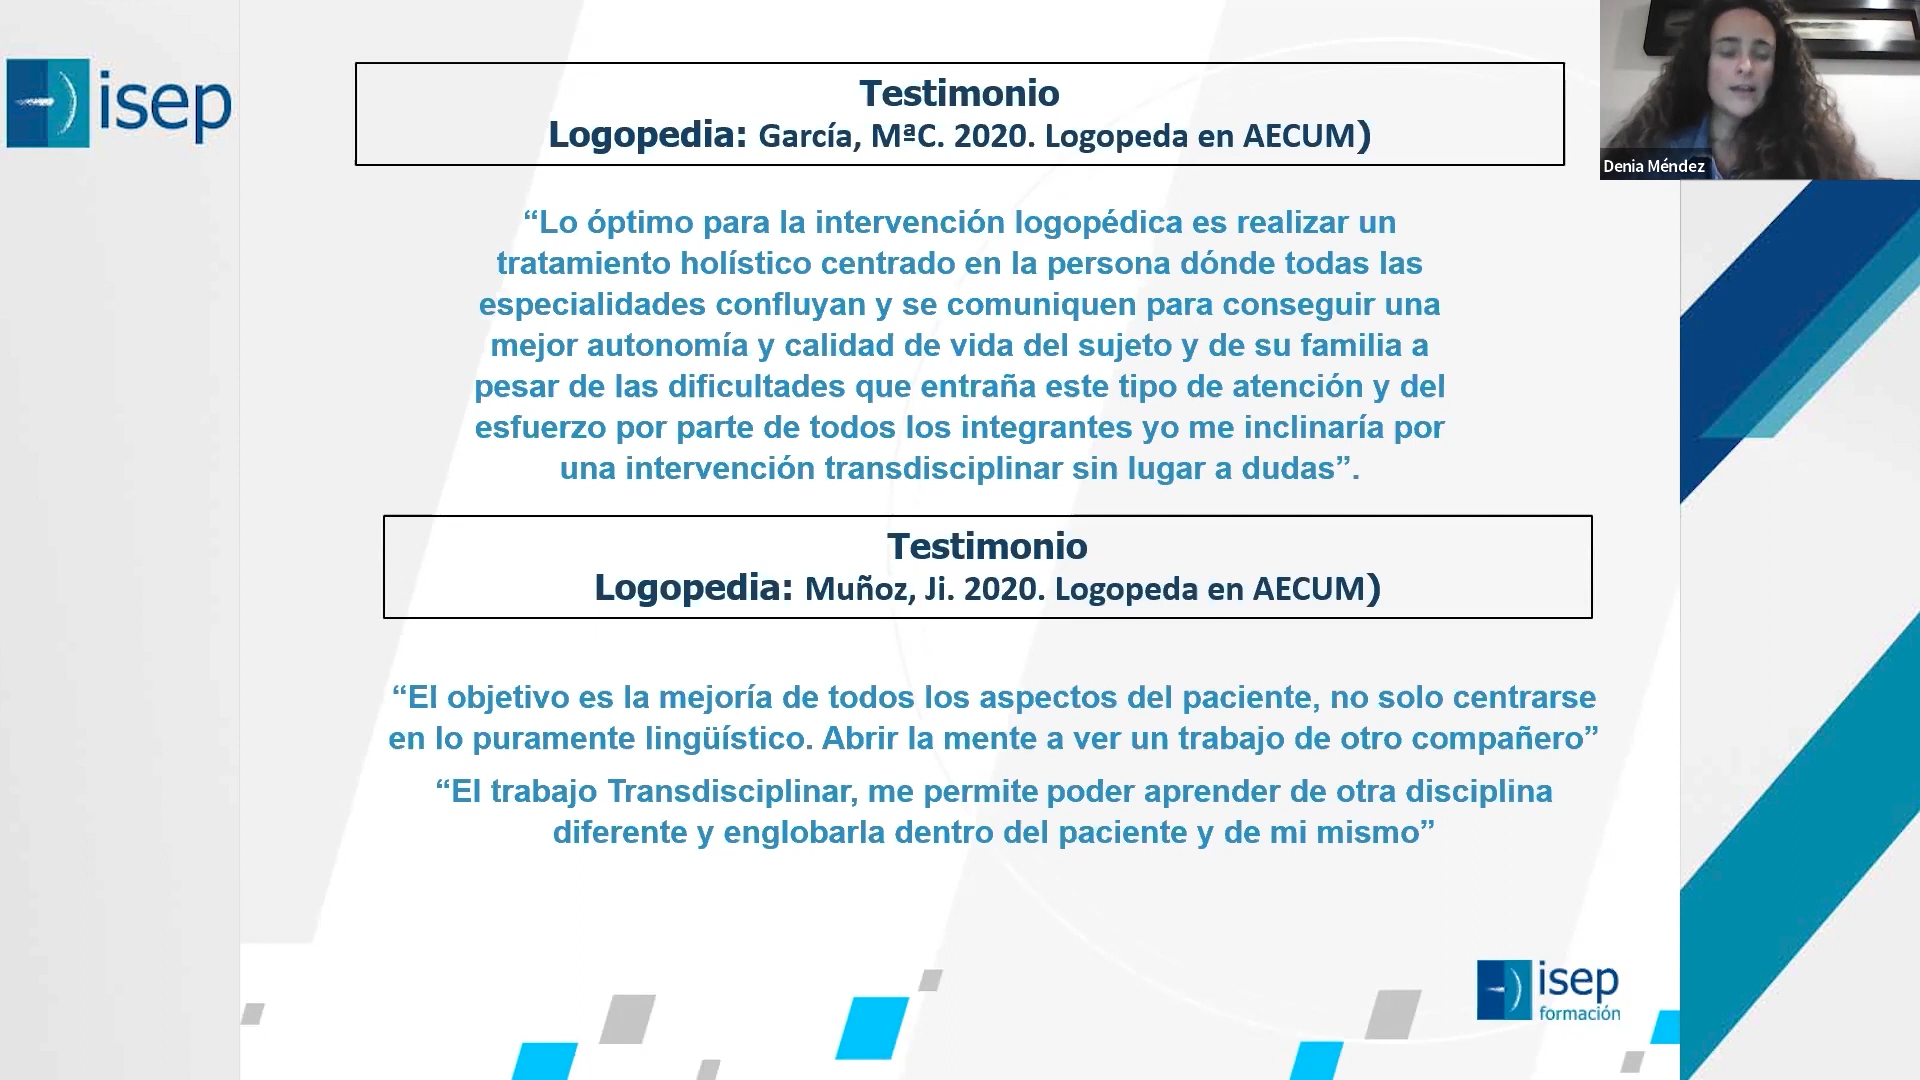 isep
Testimonio
Logopedia: García, MªC. 2020. Logopeda en AECUM)
Denia Méndez
“Lo óptimo para la intervención logopédica es realizar un
tratamiento holístico centrado en la persona dónde todas las
especialidades confluyan y se comuniquen para conseguir una
mejor autonomía y calidad de vida del sujeto y de su familia a
pesar de las dificultades que entraña este tipo de atención y del
esfuerzo por parte de todos los integrantes yo me inclinaría por
una intervención transdisciplinar sin lugar a dudas”.
Testimonio
Logopedia: Muñoz, Ji. 2020. Logopeda en AECUM)
“El objetivo es la mejoría de todos los aspectos del paciente, no solo centrarse
en lo puramente lingüístico. Abrir la mente a ver un trabajo de otro compañero”
“El trabajo Transdisciplinar, me permite poder aprender de otra disciplina
diferente y englobarla dentro del paciente y de mi mismo”
isep
formación